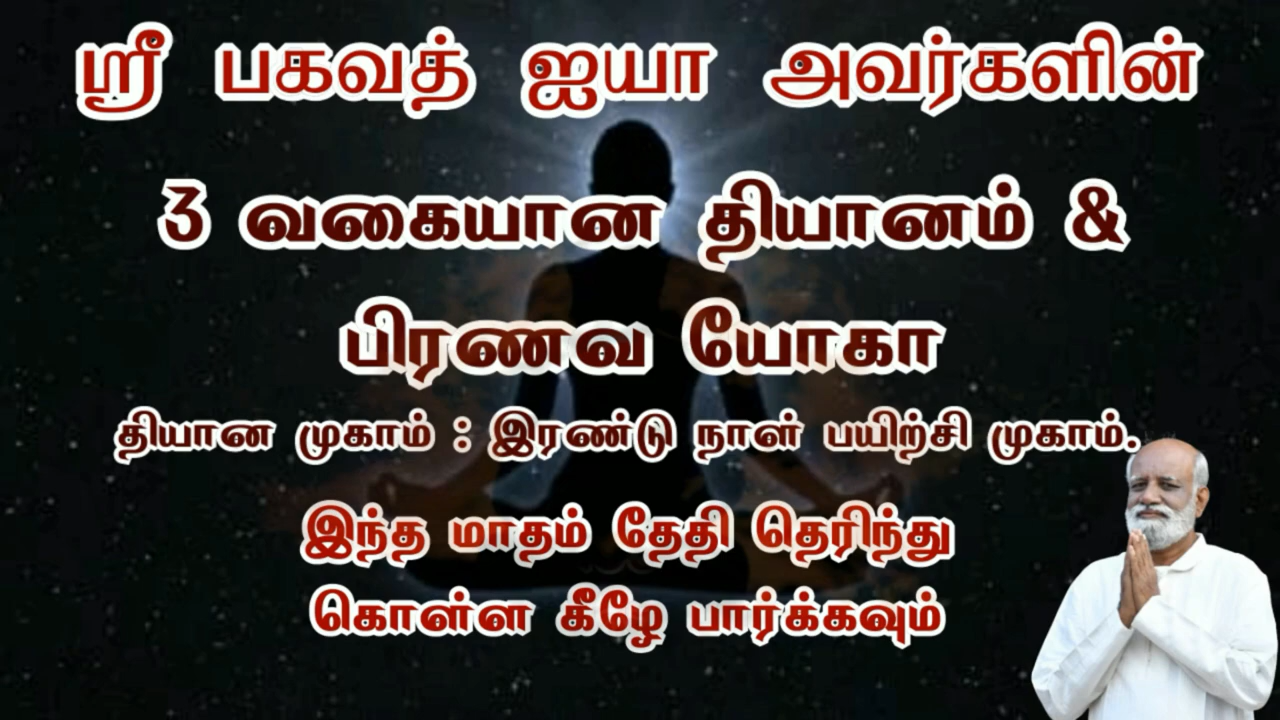 ஸ்ரீ பகவத் ஐயா அவர்களின்
3 வகையான தியானம் &
பிரணவ யோகா
தியான முகாம் : இரண்டு நாள் பயிற்சி முகாம்.
இந்த மாதம் தேதி தெரிந்து
கொள்ள கீழே பார்க்கவும்